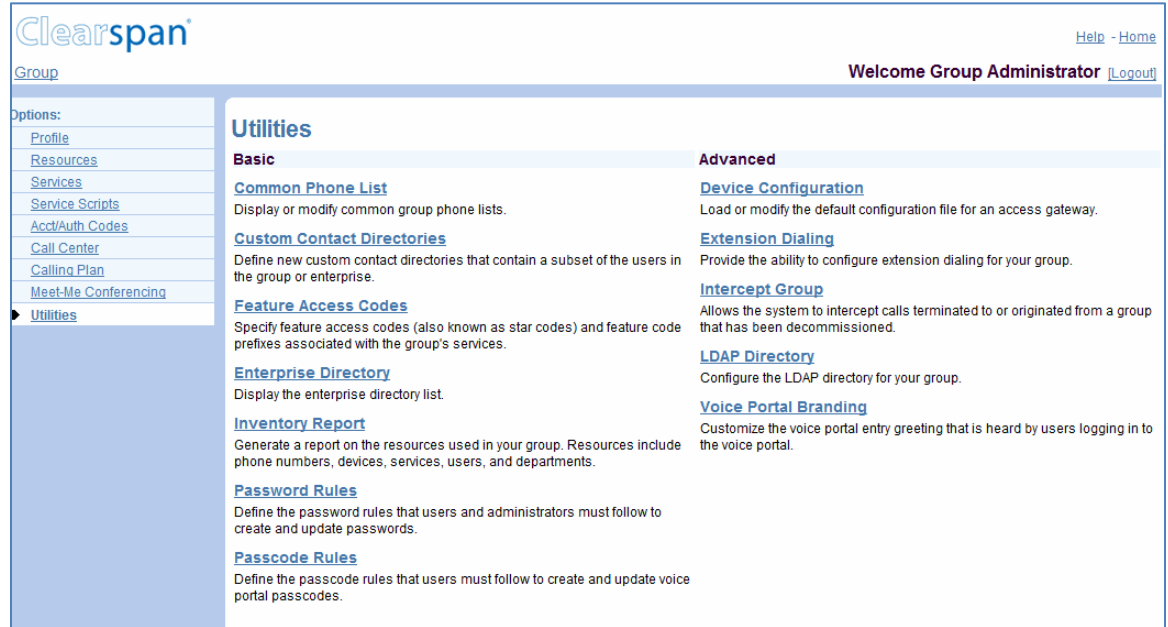 Clearspan
Help - Home
Group
Welcome Group Administrator [Logout]
Options:
Profile
Resources
Services
Service Scripts
Acct/Auth Codes
Call Center
Calling Plan
Meet-Me Conferencing
Utilities
Utilities
Basic
Common Phone List
Display or modify common group phone lists.
Custom Contact Directories
Define new custom contact directories that contain a subset of the users in
the group or enterprise.
Feature Access Codes
Specify feature access codes (also known as star codes) and feature code
prefixes associated with the group's services.
Enterprise Directory
Display the enterprise directory list.
Inventory Report
Generate a report on the resources used in your group. Resources include
phone numbers, devices, services, users, and departments.
Password Rules
Define the password rules that users and administrators must follow to
create and update passwords.
Passcode Rules
Define the passcode rules that users must follow to create and update voice
portal passcodes.
Advanced
Device Configuration
Load or modify the default configuration file for an access gateway.
Extension Dialing
Provide the ability to configure extension dialing for your group.
Intercept Group
Allows the system to intercept calls terminated to or originated from a group
that has been decommissioned.
LDAP Directory
Configure the LDAP directory for your group.
Voice Portal Branding
Customize the voice portal entry greeting that is heard by users logging in to
the voice portal.